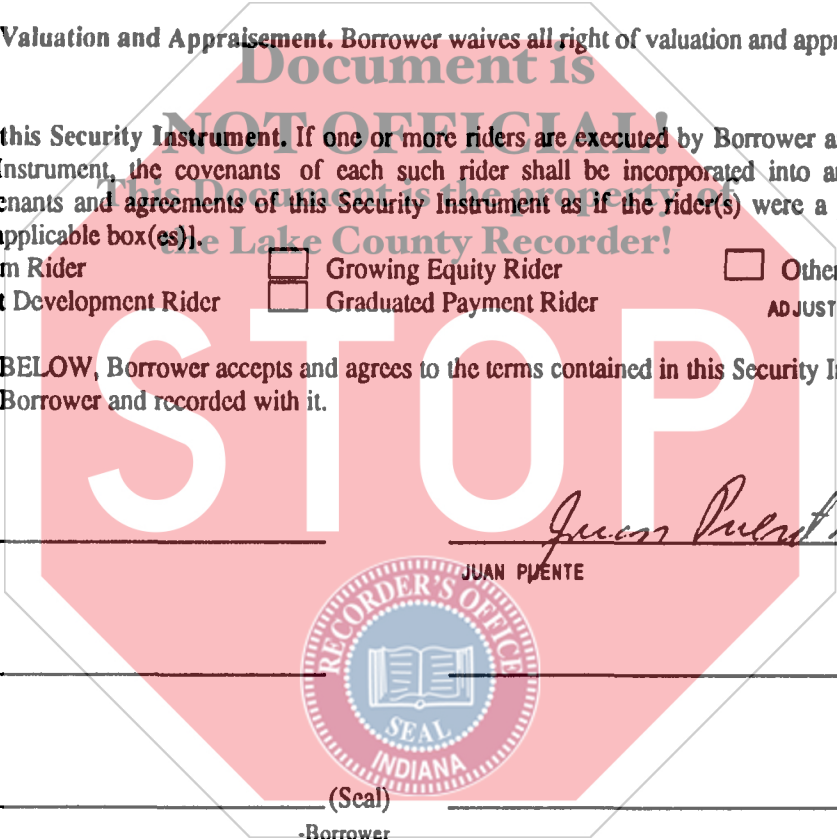 Valuation and Appraisement. Borrower waives all right of valuation and appr
Document is
NOT OFFICIAL!
this Security Instrument. If one or more riders are executed by Borrower a
Instrument, the covenants of each such rider shall be incorporated into a
This Document is the property of
enants and agreements of this Security Instrument as if the rider(s) were a
applicable box(es)].
the Lake County Recorder!
m Rider Growing Equity Rider Other
t Development Rider Graduated Payment Rider ADJUST
BELOW, Borrower accepts and agrees to the terms contained in this Security I
Borrower and recorded with it.
STOP
Juan Puente
JUAN PUENTE
RECORDER'S OFFICE
SEAL
INDIANA
(Seal)
-Borrower